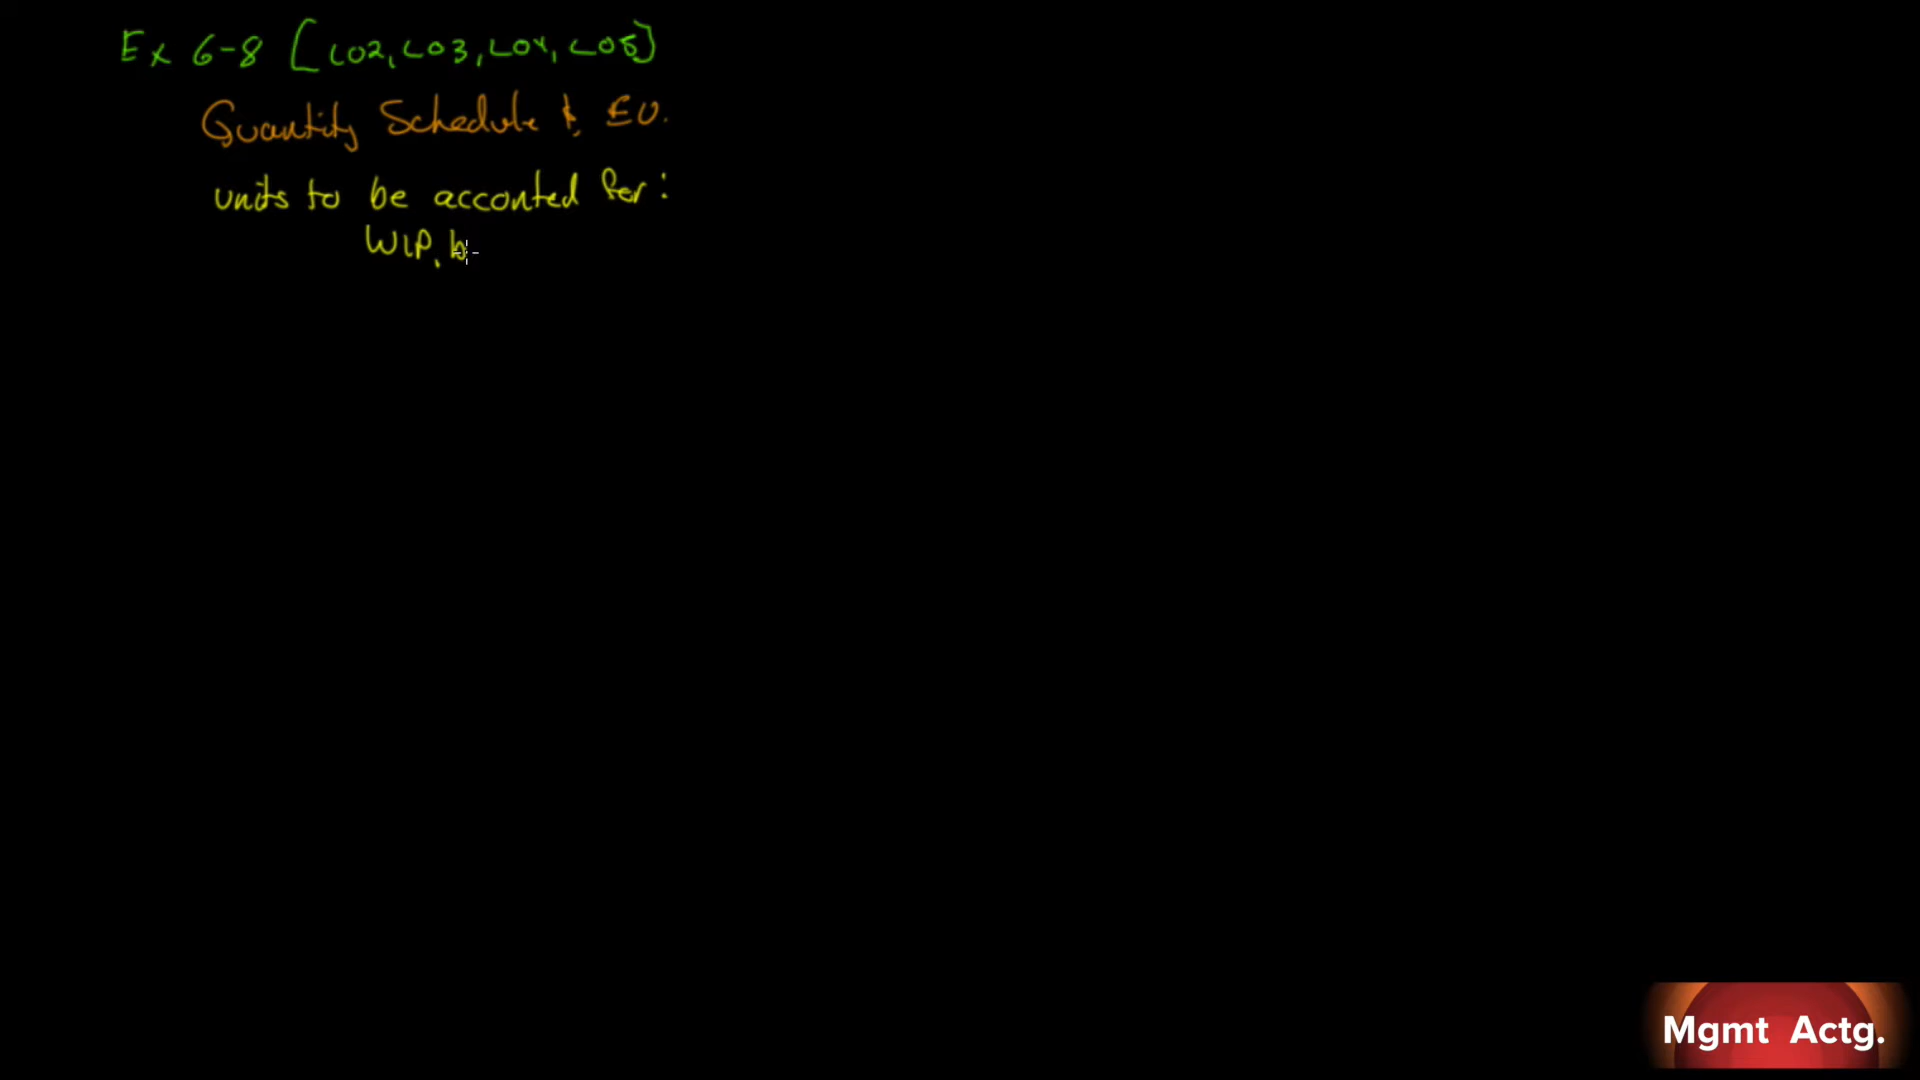 Ex 6-8 [LO2, LO3, LO4, LO5]
Quantity Schedule & EU.
units to be acconted for:
WIP, b
Mgmt Actg.